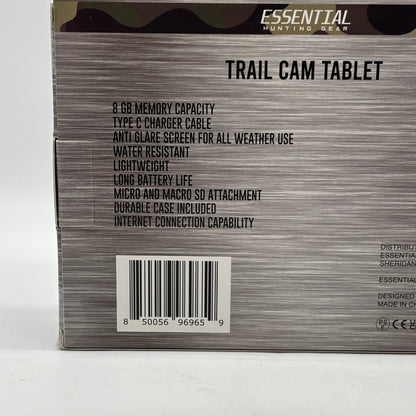 ESSENTIAL
HUNTING GEAR
TRAIL CAM TABLET
8 GB MEMORY CAPACITY
TYPE C CHARGER CABLE
ANTI GLARE SCREEN FOR ALL WEATHER USE
WATER RESISTANT
LIGHTWEIGHT
LONG BATTERY LIFE
MICRO AND MACRO SD ATTACHMENT
DURABLE CASE INCLUDED
INTERNET CONNECTION CAPABILITY
DISTRIBUT
ESSENTIA
SHERIDAN
ESSENTIAL
DESIGNED
MADE IN CH
8 50056 96965 9